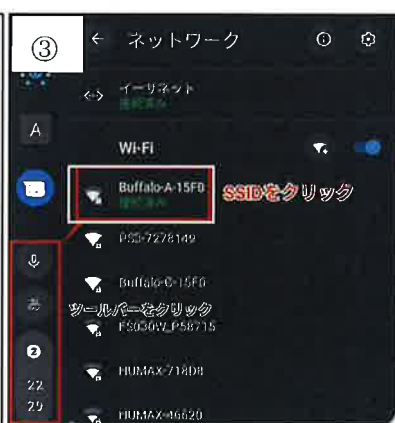 ③
← ネットワーク
イーサネット
接続済み
A
Wi-Fi
Buffalo-A-15F0
接続済み
SSIDをクリック
PS5-7278149
Buffalo-G-15F0
あ
ツールバーをクリック
FS030W_P58715
2
HUMAX-718D8
22
29
HUMAX-46620